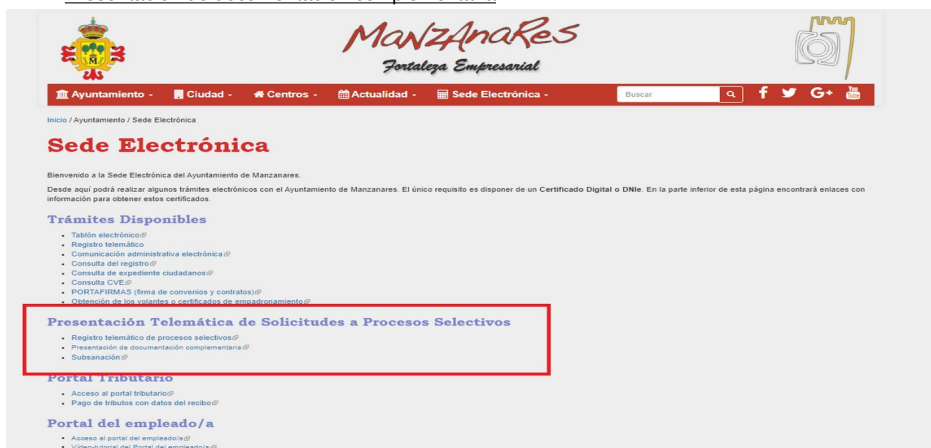 ManzAnaRes
Fortaleza Empresarial
Ayuntamiento - Ciudad - Centros - Actualidad - Sede Electrónica - Buscar
Inicio / Ayuntamiento / Sede Electrónica
Sede Electrónica
Bienvenido a la Sede Electrónica del Ayuntamiento de Manzanares.
Desde aquí podrá realizar algunos trámites electrónicos con el Ayuntamiento de Manzanares. El único requisito es disponer de un Certificado Digital o DNIe. En la parte inferior de esta página encontrará enlaces con
información para obtener estos certificados.
Trámites Disponibles
Tablón electrónico
Registro telemático
Comunicación administrativa electrónica
Consulta del registro
Consulta de expediente ciudadanos
Consulta CVE
PORTAFIRMAS (firma de convenios y contratos)
Obtención de los volantes o certificados de empadronamiento
Presentación Telemática de Solicitudes a Procesos Selectivos
Registro telemático de procesos selectivos
Presentación de documentación complementaria
Subsanación
Portal Tributario
Acceso al portal tributario
Pago de tributos con datos del recibo
Portal del empleado/a
Acceso al portal del empleado/a
Vídeo-tutorial del Portal del empleado/a